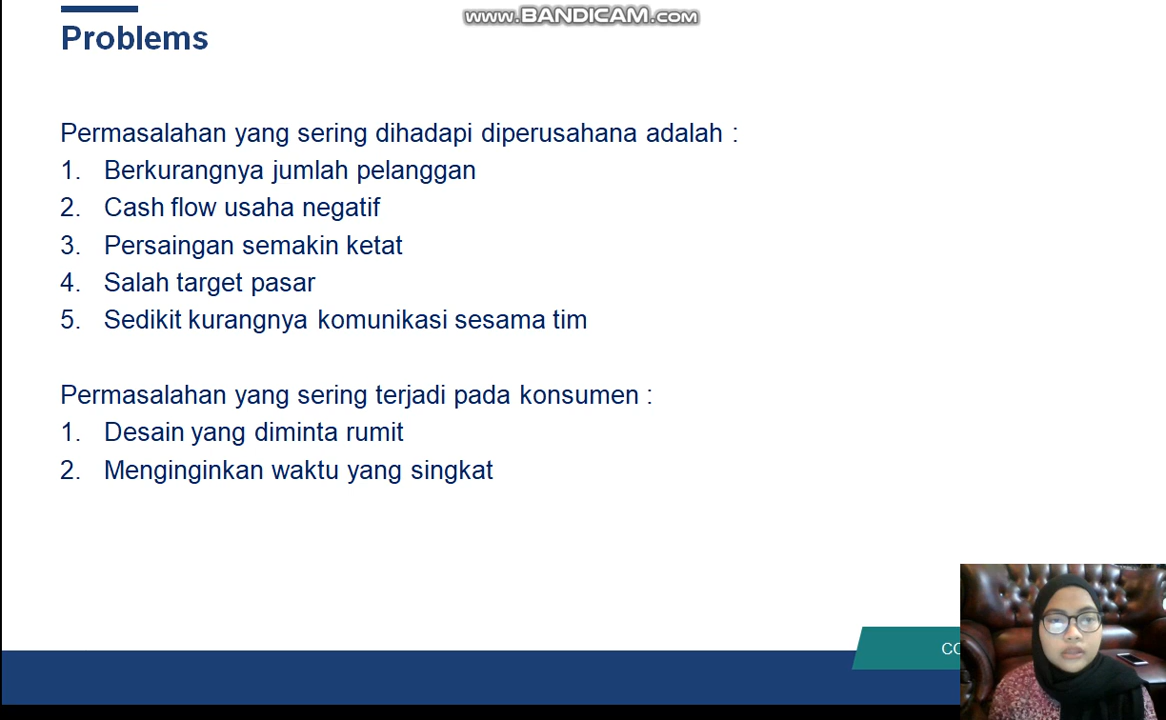 www.BANDICAM.com
Problems
Permasalahan yang sering dihadapi diperusahana adalah :
1. Berkurangnya jumlah pelanggan
2. Cash flow usaha negatif
3. Persaingan semakin ketat
4. Salah target pasar
5. Sedikit kurangnya komunikasi sesama tim
Permasalahan yang sering terjadi pada konsumen :
1. Desain yang diminta rumit
2. Menginginkan waktu yang singkat